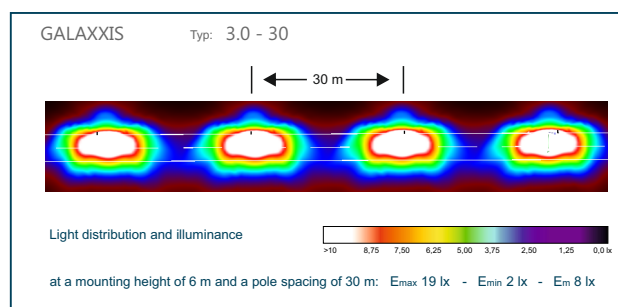 GALAXXIS Typ: 3.0 - 30
30 m
Light distribution and illuminance
>10 8,75 7,50 6,25 5,00 3,75 2,50 1,25 0,0 lx
at a mounting height of 6 m and a pole spacing of 30 m: Emax 19 lx - Emin 2 lx - Em 8 lx